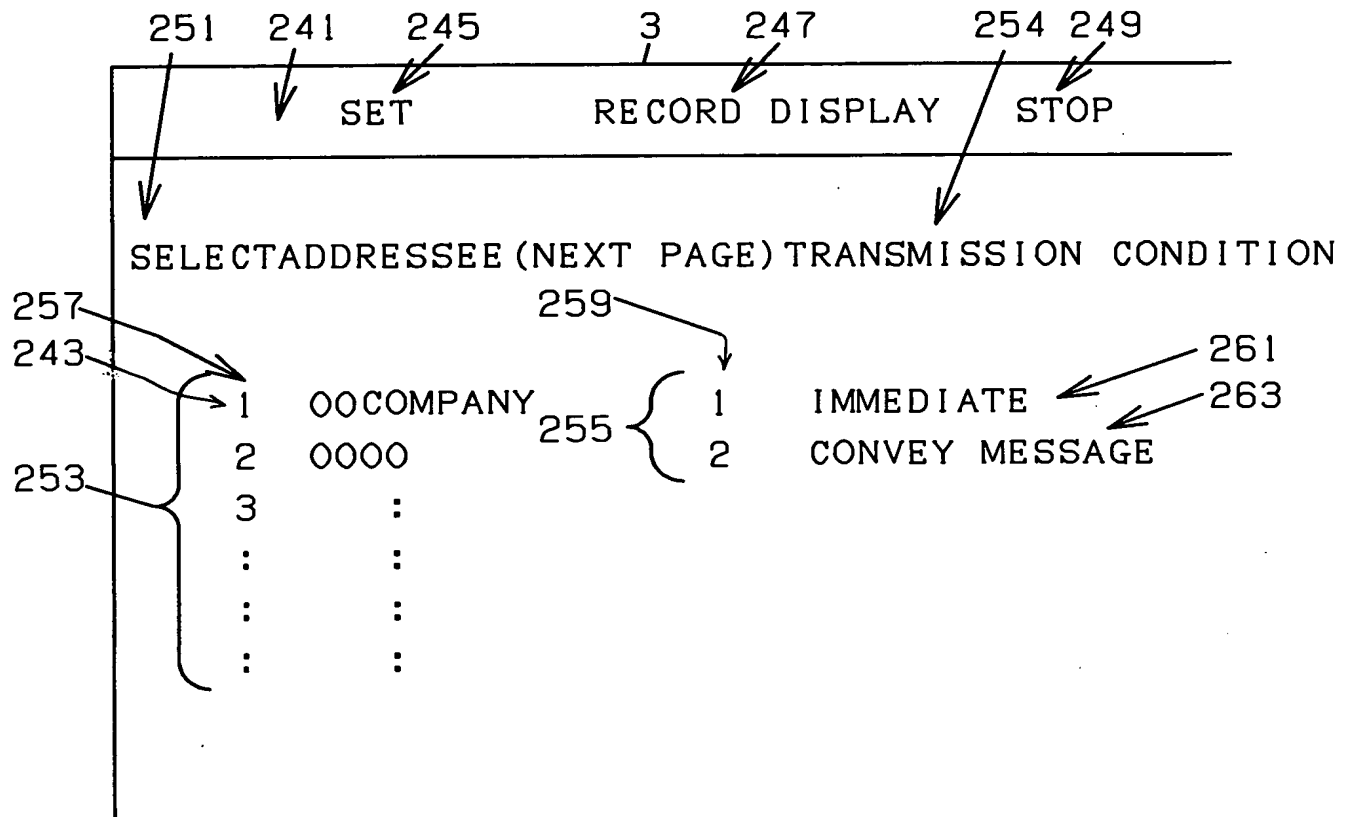 251 241 245 3 247 254 249
SET RECORD DISPLAY STOP
SELECTADDRESSEE(NEXT PAGE)TRANSMISSION CONDITION
257 259
243 261
1 OOCOMPANY 255 1 IMMEDIATE 263
2 OOOO 2 CONVEY MESSAGE
253
3 :
: :
: :
: :